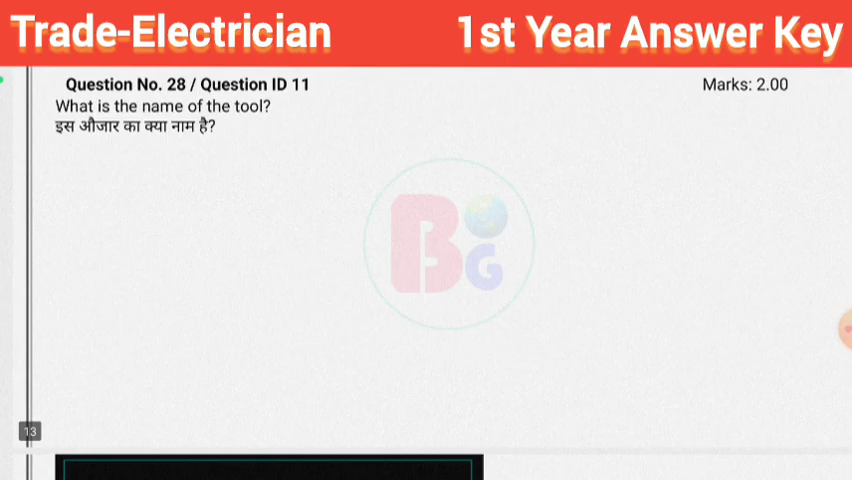 Trade-Electrician 1st Year Answer Key
Question No. 28 / Question ID 11 Marks: 2.00
What is the name of the tool?
इस औजार का क्या नाम है?
BG
13